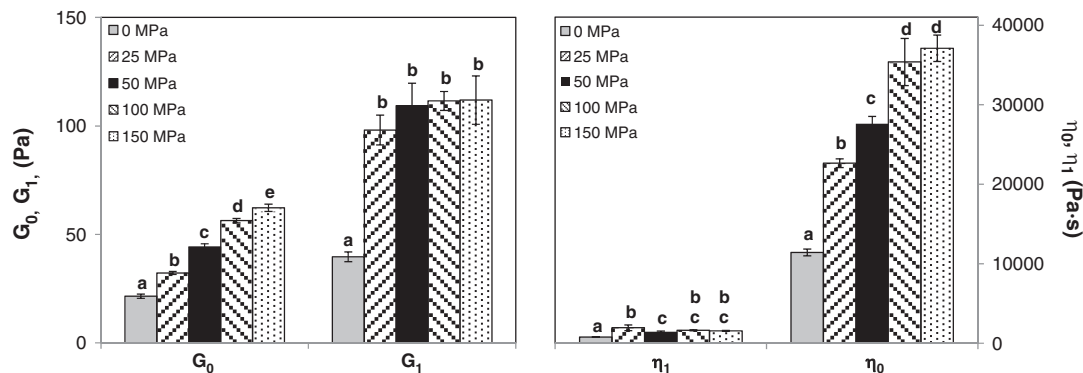 150
100
50
0
G₀, G₁, (Pa)
0 MPa
25 MPa
50 MPa
100 MPa
150 MPa
a
b
c
d
e
a
b
b
b
b
G₀
G₁
0 MPa
25 MPa
50 MPa
100 MPa
150 MPa
a
b
c
b
c
b
c
a
b
c
d
d
η₁
η₀
40000
30000
20000
10000
0
η₀, η₁ (Pa·s)